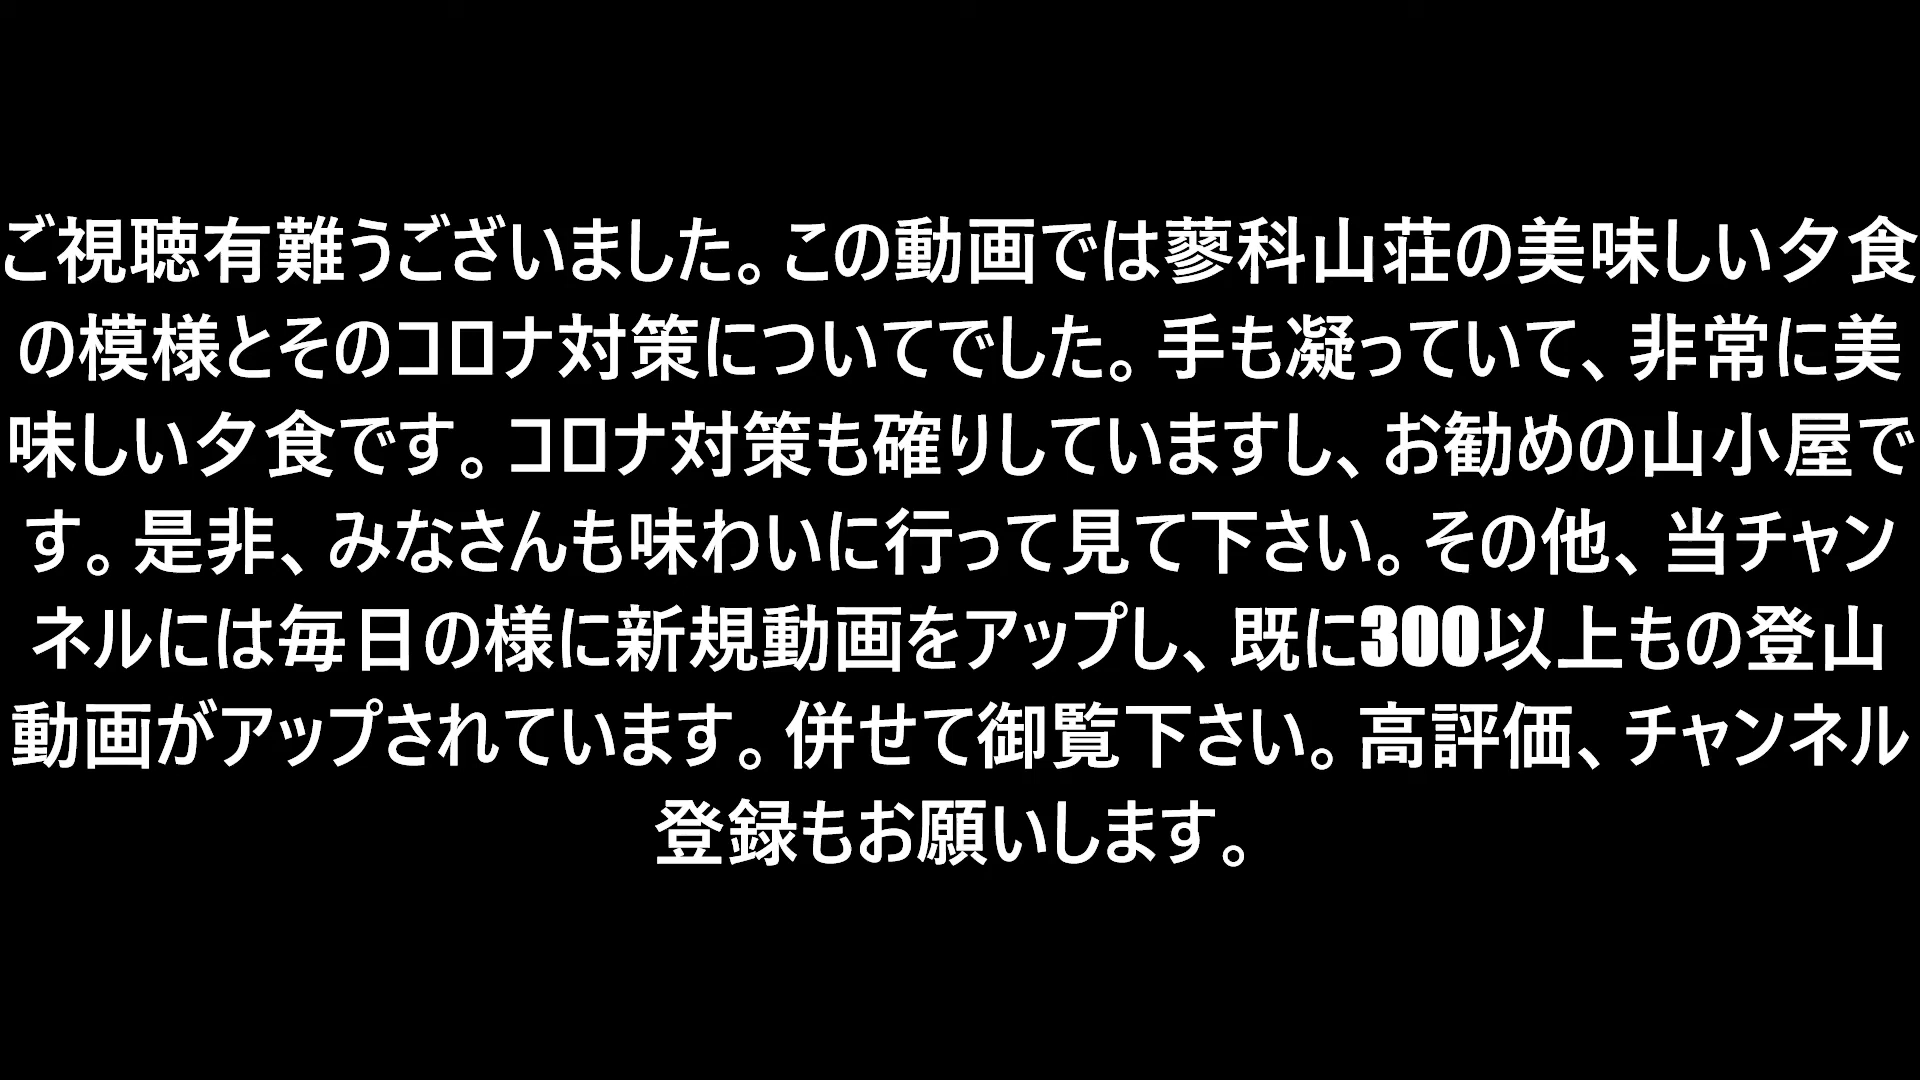 ご視聴有難うございました。この動画では蓼科山荘の美味しい夕食
の模様とそのコロナ対策についてでした。手も凝っていて、非常に美
味しい夕食です。コロナ対策も確りしていますし、お勧めの山小屋で
す。是非、みなさんも味わいに行って見て下さい。その他、当チャン
ネルには毎日の様に新規動画をアップし、既に300以上もの登山
動画がアップされています。併せて御覧下さい。高評価、チャンネル
登録もお願いします。